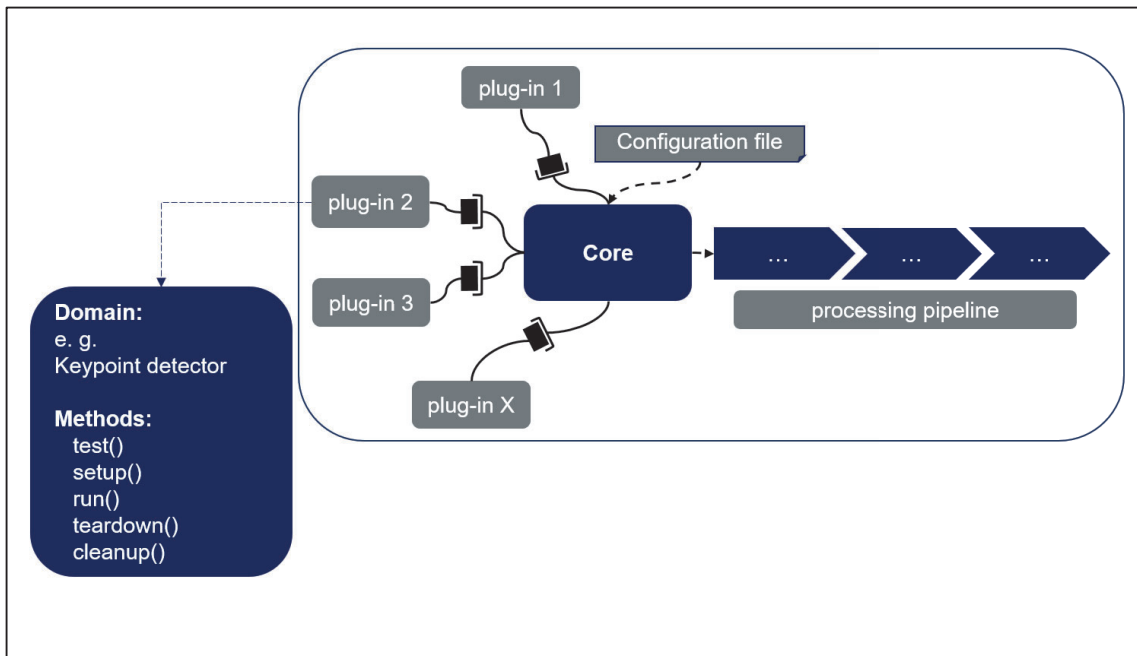 plug-in 1
Configuration file
plug-in 2
Core
... ... ...
plug-in 3
processing pipeline
plug-in X
Domain:
e. g.
Keypoint detector
Methods:
test()
setup()
run()
teardown()
cleanup()